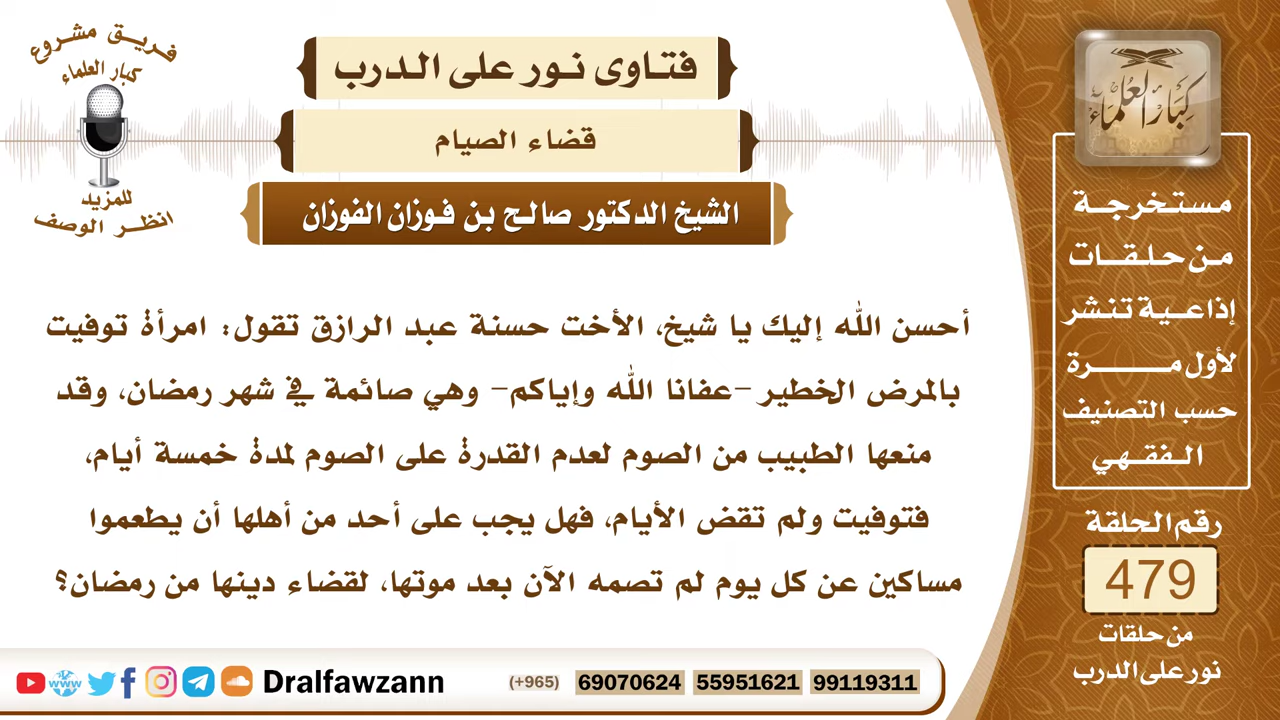 فريق مشروع
كبار العلماء
للمزيد
انظر الوصف
فتاوى نور على الدرب
قضاء الصيام
الشيخ الدكتور صالح بن فوزان الفوزان
أحسن الله إليك يا شيخ، الأخت حسنة عبد الرازق تقول: امرأة توفيت
بالمرض الخطير -عفانا الله وإياكم- وهي صائمة في شهر رمضان، وقد
منعها الطبيب من الصوم لعدم القدرة على الصوم لمدة خمسة أيام،
فتوفيت ولم تقض الأيام، فهل يجب على أحد من أهلها أن يطعموا
مساكين عن كل يوم لم تصمه الآن بعد موتها، لقضاء دينها من رمضان؟
كبار العلماء
مستخرجة
من حلقات
إذاعية تنشر
لأول مرة
حسب التصنيف
الفقهي
رقم الحلقة
479
من حلقات
نور على الدرب
www
Dralfawzann
(+965) 69070624 55951621 99119311